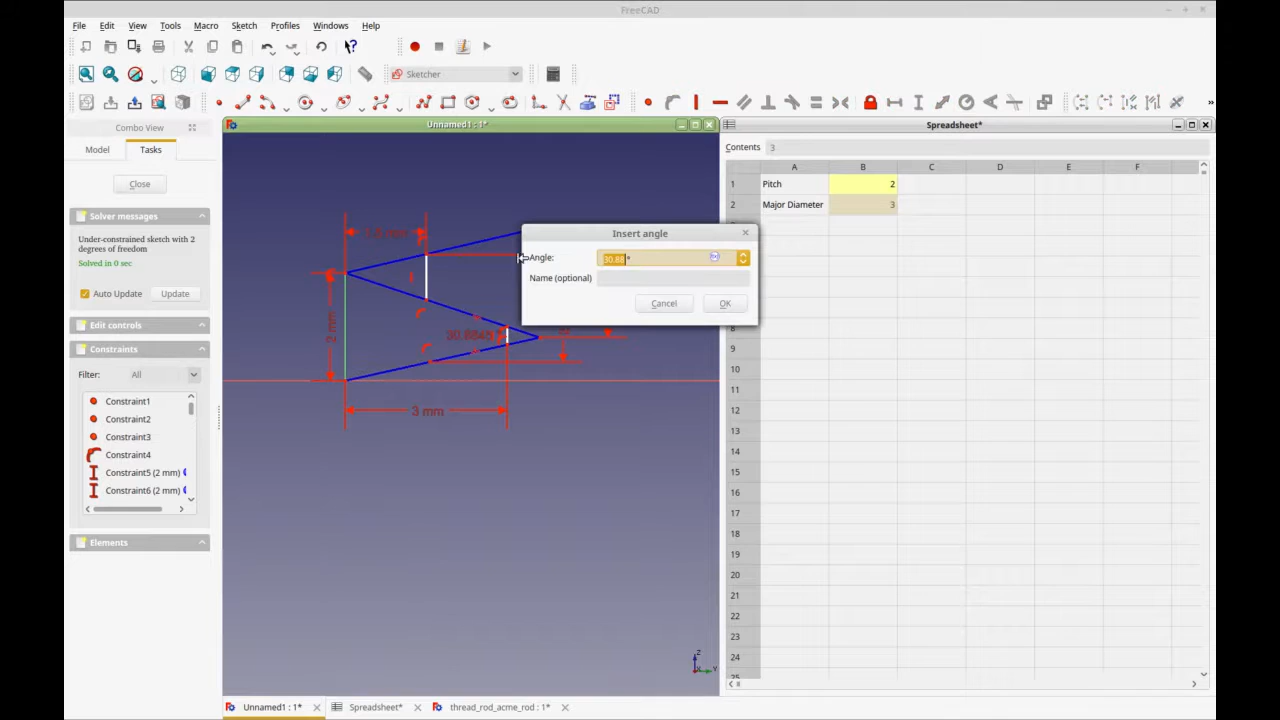 FreeCAD
File Edit View Tools Macro Sketch Profiles Windows Help
Sketcher
Combo View
Unnamed1 : 1*
Spreadsheet*
Model Tasks
Contents 3
A B C D E F
Close
1 Pitch 2
2 Major Diameter 3
Solver messages
Under-constrained sketch with 2
degrees of freedom
Solved in 0 sec
Auto Update Update
Edit controls
Constraints
Filter: All
Constraint1
Constraint2
Constraint3
Constraint4
Constraint5 (2 mm)
Constraint6 (2 mm)
Elements
2 mm
3 mm
Insert angle
Angle: 30.88 °
Name (optional)
Cancel OK
8
9
10
11
12
13
14
15
16
17
18
19
20
21
22
23
24
25
Z
Y
Unnamed1 : 1* Spreadsheet* thread_rod_acme_rod : 1*